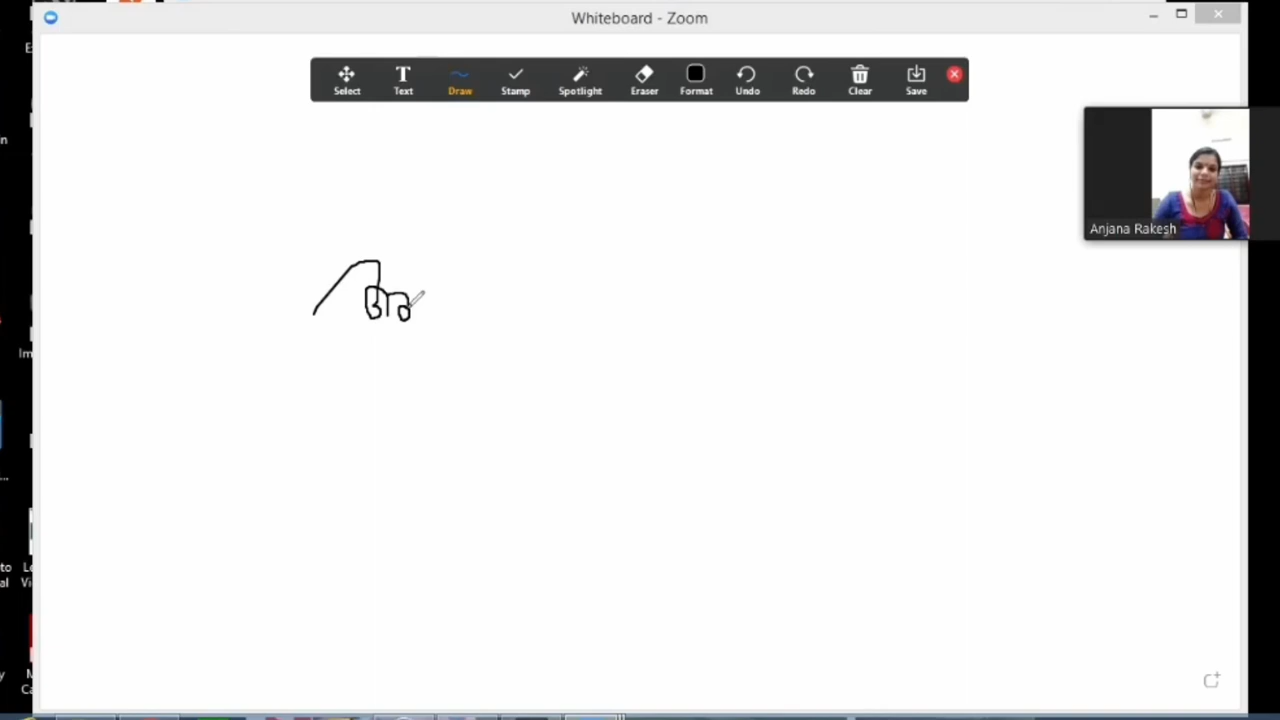 Whiteboard - Zoom
Select Text Draw Stamp Spotlight Eraser Format Undo Redo Clear Save
Anjana Rakesh